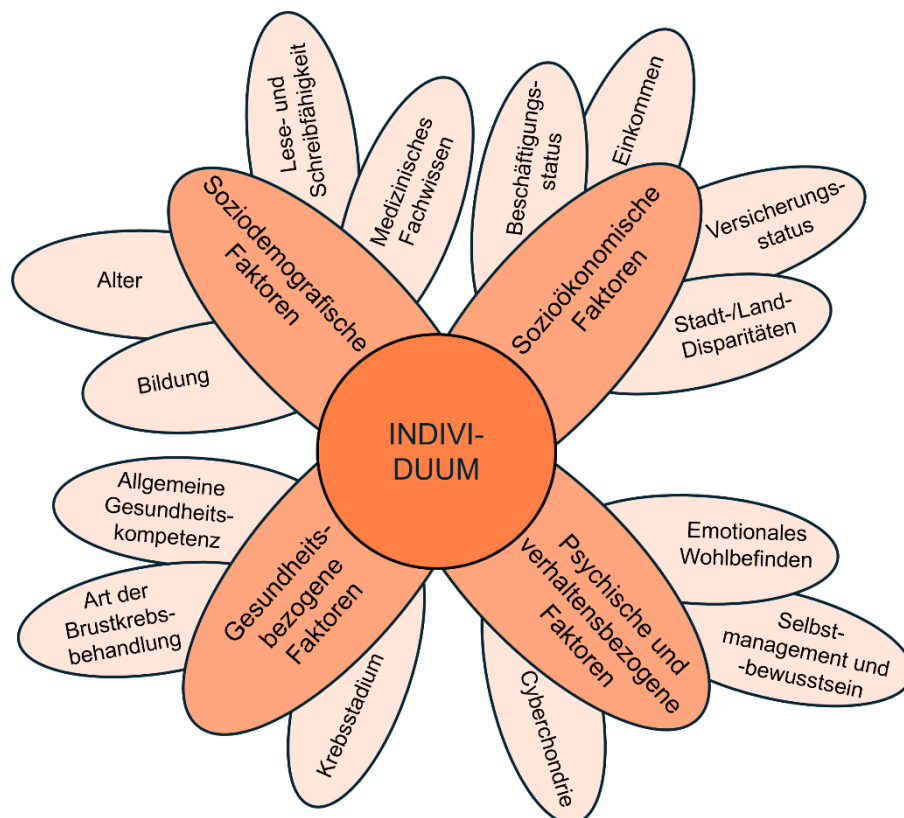 Lese- und
Schreibfähigkeit
Medizinisches
Fachwissen
Soziodemografische
Faktoren
Alter
Bildung
Beschäftigungs-
status
Einkommen
Versicherungs-
status
Stadt-/Land-
Disparitäten
Sozioökonomische
Faktoren
INDIVI-
DUUM
Allgemeine
Gesundheits-
kompetenz
Art der
Brustkrebs-
behandlung
Gesundheits-
bezogene
Faktoren
Krebsstadium
Psychische und
verhaltensbezogene
Faktoren
Emotionales
Wohlbefinden
Selbst-
management und
-bewusstsein
Cyberchondrie